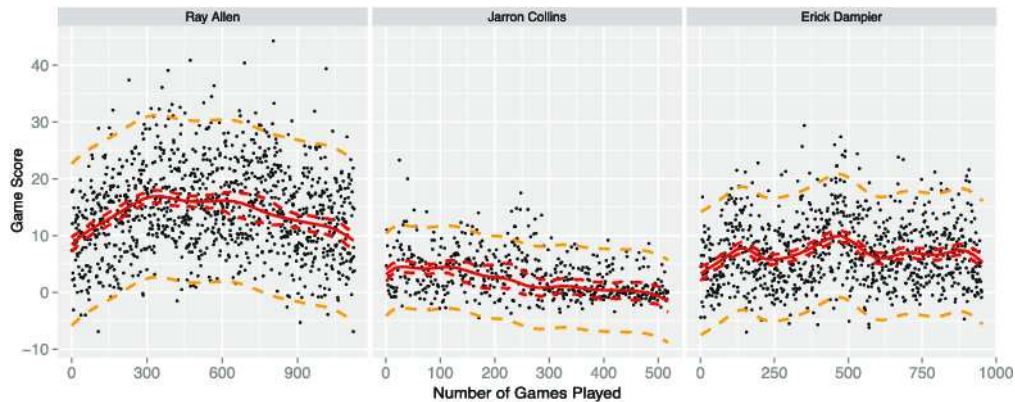 Ray Allen
Jarron Collins
Erick Dampier
Game Score
40
30
20
10
0
−10
0 300 600 900
0 100 200 300 400 500
0 250 500 750 1000
Number of Games Played